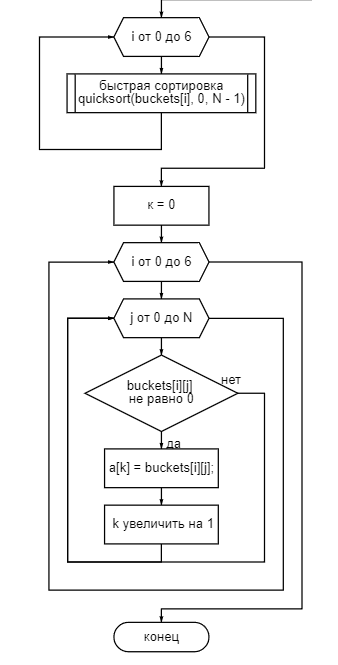 i от 0 до 6
быстрая сортировка
quicksort(buckets[i], 0, N - 1)
к = 0
i от 0 до 6
j от 0 до N
buckets[i][j]
не равно 0
нет
да
a[k] = buckets[i][j];
k увеличить на 1
конец